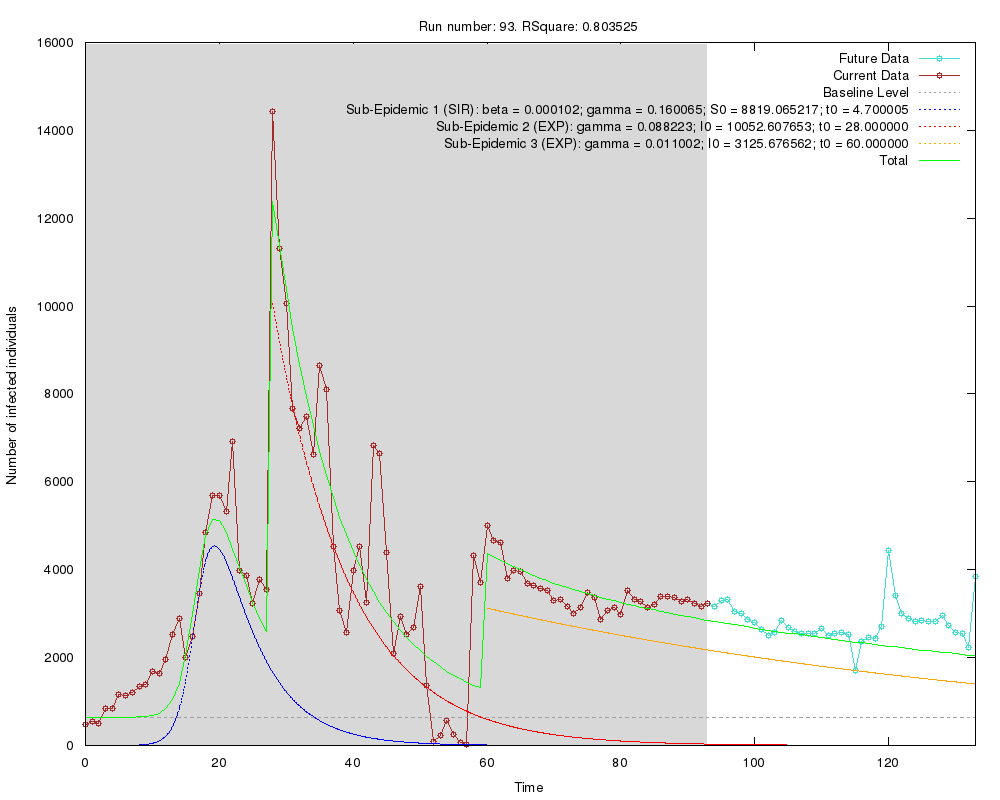 Run number: 93. RSquare: 0.803525
16000
14000
12000
10000
8000
6000
4000
2000
0
Number of infected individuals
Future Data
Current Data
Baseline Level
Sub-Epidemic 1 (SIR): beta = 0.000102; gamma = 0.160065; S0 = 8819.065217; t0 = 4.700005
Sub-Epidemic 2 (EXP): gamma = 0.088223; I0 = 10052.607653; t0 = 28.000000
Sub-Epidemic 3 (EXP): gamma = 0.011002; I0 = 3125.676562; t0 = 60.000000
Total
0 20 40 60 80 100 120
Time